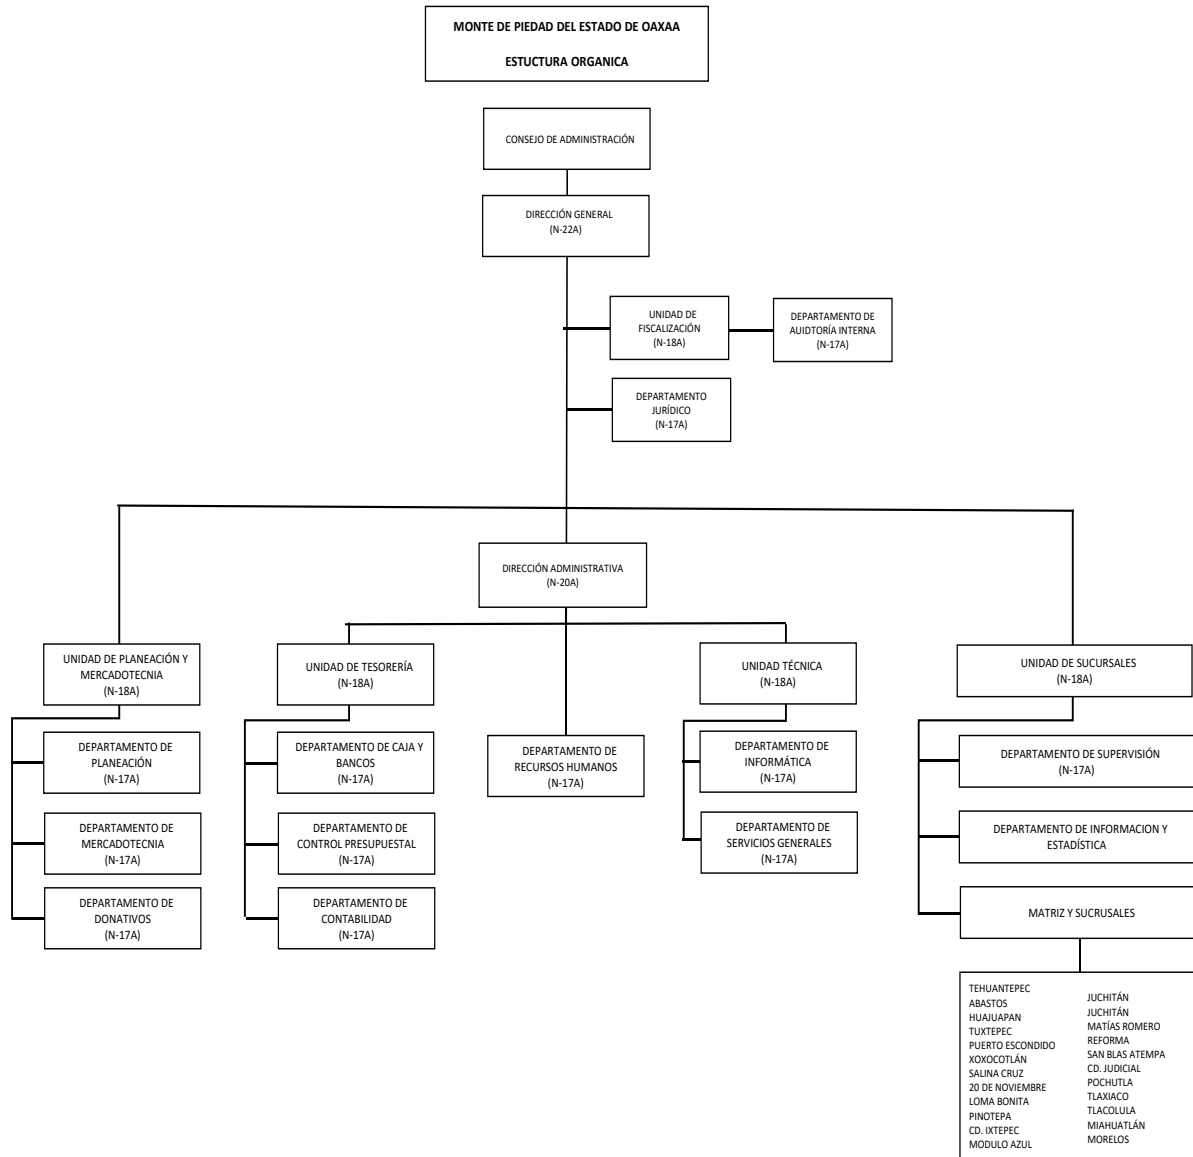 MONTE DE PIEDAD DEL ESTADO DE OAXAA
ESTUCTURA ORGANICA
CONSEJO DE ADMINISTRACIÓN
DIRECCIÓN GENERAL
(N-22A)
UNIDAD DE
FISCALIZACIÓN
(N-18A)
DEPARTAMENTO DE
AUIDTORÍA INTERNA
(N-17A)
DEPARTAMENTO
JURÍDICO
(N-17A)
DIRECCIÓN ADMINISTRATIVA
(N-20A)
UNIDAD DE PLANEACIÓN Y
MERCADOTECNIA
(N-18A)
UNIDAD DE TESORERÍA
(N-18A)
UNIDAD TÉCNICA
(N-18A)
UNIDAD DE SUCURSALES
(N-18A)
DEPARTAMENTO DE
PLANEACIÓN
(N-17A)
DEPARTAMENTO DE CAJA Y
BANCOS
(N-17A)
DEPARTAMENTO DE
RECURSOS HUMANOS
(N-17A)
DEPARTAMENTO DE
INFORMÁTICA
(N-17A)
DEPARTAMENTO DE SUPERVISIÓN
(N-17A)
DEPARTAMENTO DE
MERCADOTECNIA
(N-17A)
DEPARTAMENTO DE
CONTROL PRESUPUESTAL
(N-17A)
DEPARTAMENTO DE
SERVICIOS GENERALES
(N-17A)
DEPARTAMENTO DE INFORMACION Y
ESTADÍSTICA
DEPARTAMENTO DE
DONATIVOS
(N-17A)
DEPARTAMENTO DE
CONTABILIDAD
(N-17A)
MATRIZ Y SUCRUSALES
TEHUANTEPEC
ABASTOS
HUAJUAPAN
TUXTEPEC
PUERTO ESCONDIDO
XOXOCOTLÁN
SALINA CRUZ
20 DE NOVIEMBRE
LOMA BONITA
PINOTEPA
CD. IXTEPEC
MODULO AZUL
JUCHITÁN
JUCHITÁN
MATÍAS ROMERO
REFORMA
SAN BLAS ATEMPA
CD. JUDICIAL
POCHUTLA
TLAXIACO
TLACOLULA
MIAHUATLÁN
MORELOS